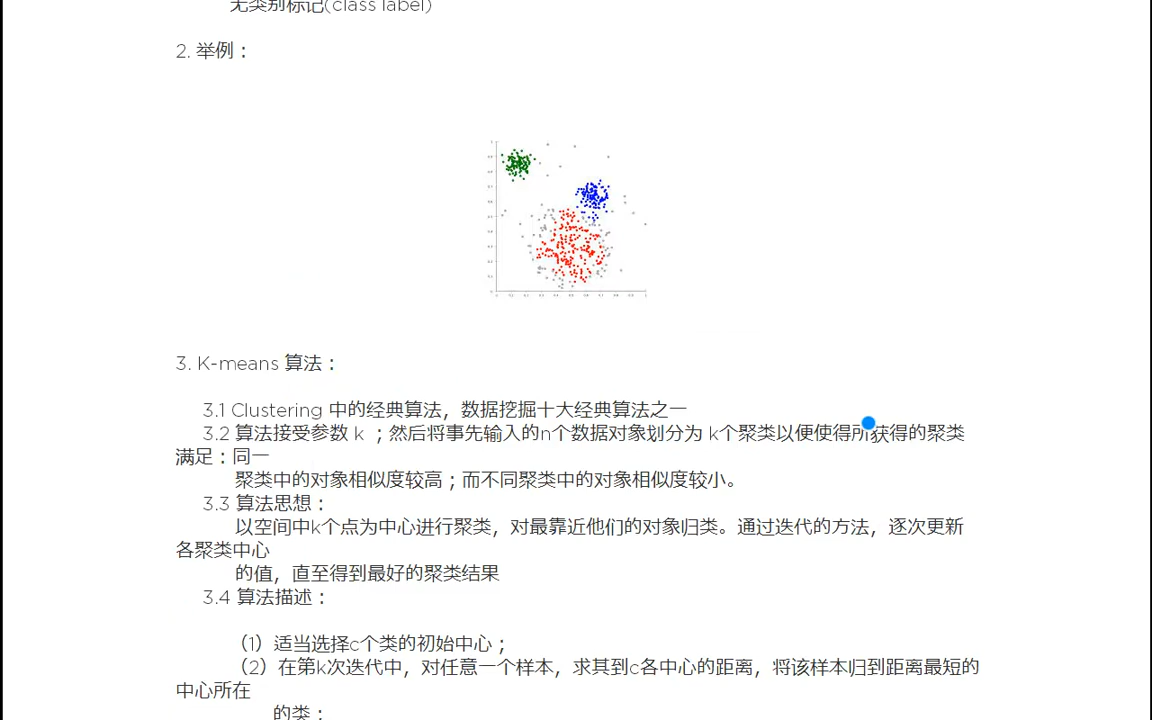 无类别标记(class label)
2. 举例：
3. K-means 算法：
3.1 Clustering 中的经典算法，数据挖掘十大经典算法之一
3.2 算法接受参数 k ；然后将事先输入的n个数据对象划分为 k个聚类以便使得所获得的聚类
满足：同一
聚类中的对象相似度较高；而不同聚类中的对象相似度较小。
3.3 算法思想：
以空间中k个点为中心进行聚类，对最靠近他们的对象归类。通过迭代的方法，逐次更新
各聚类中心
的值，直至得到最好的聚类结果
3.4 算法描述：
（1）适当选择c个类的初始中心；
（2）在第k次迭代中，对任意一个样本，求其到c各中心的距离，将该样本归到距离最短的
中心所在
的类；